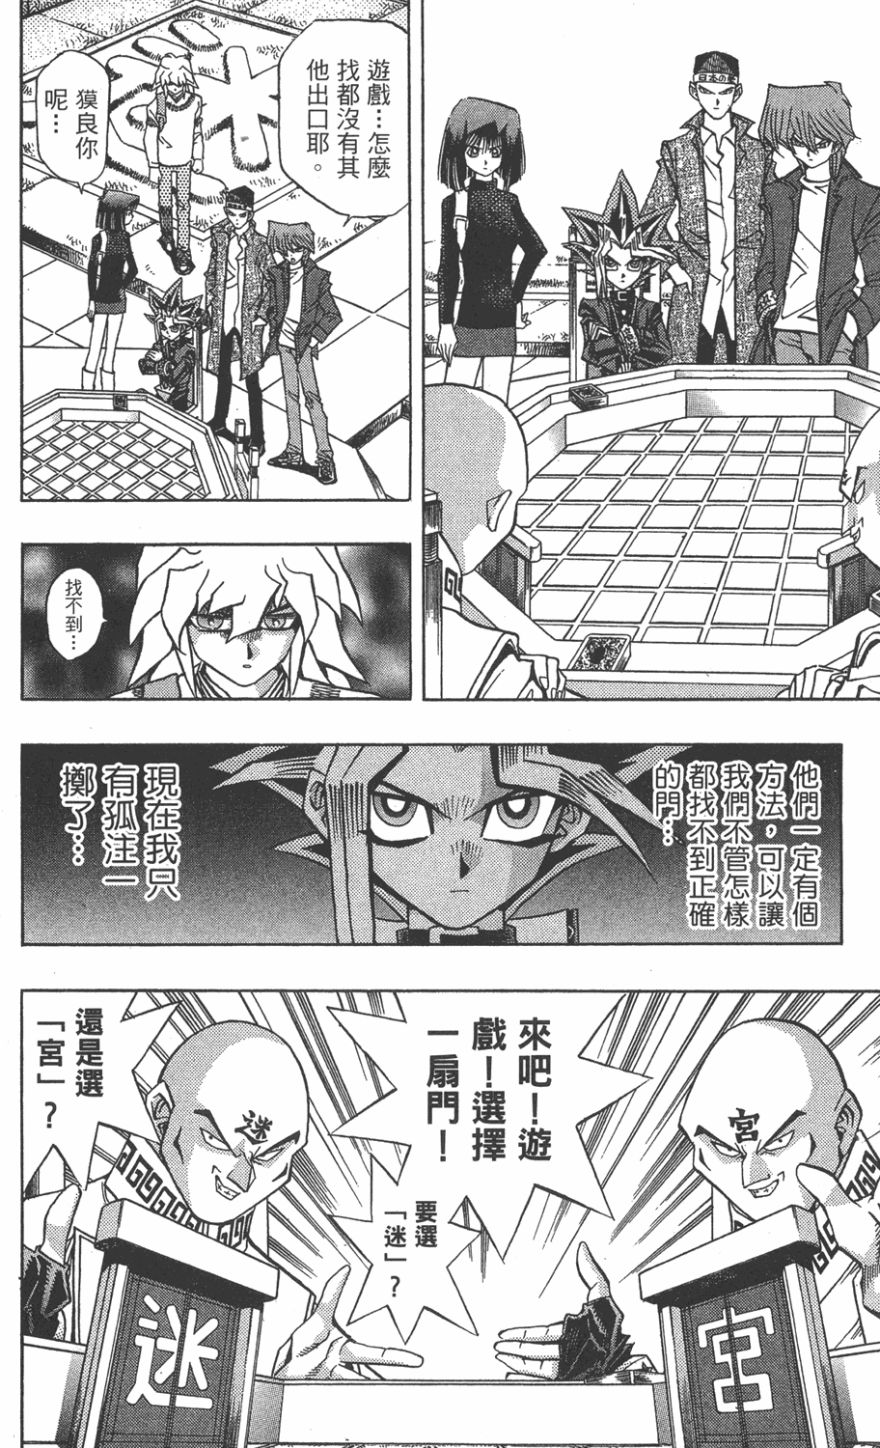 日本の
遊戲…怎麼
找都沒有其
他出口耶。
獏良你
呢…
找不到…
他們一定有個
方法，可以讓
我們不管怎樣
都找不到正確
的門…
現在我只
有孤注一
擲了…
來吧！遊
戲！選擇
一扇門！
宮
宮
要選
「迷」？
還是選
「宮」？
迷
迷